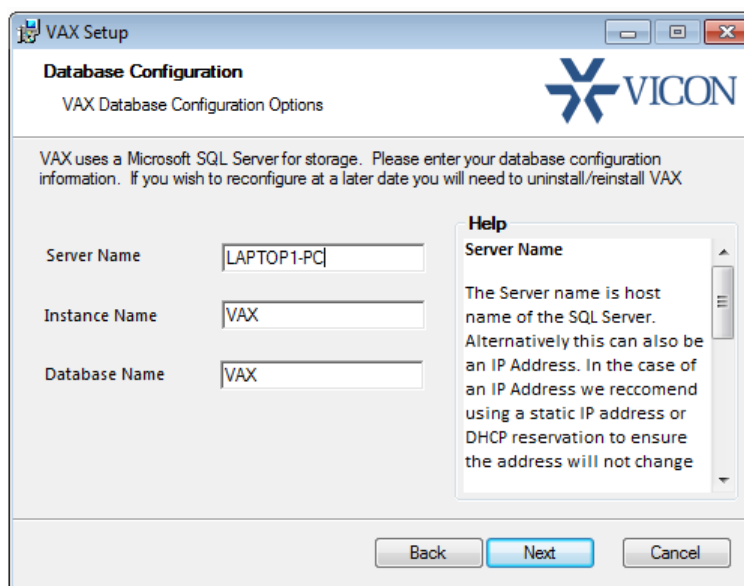 VAX Setup
Database Configuration
VAX Database Configuration Options
VICON
VAX uses a Microsoft SQL Server for storage. Please enter your database configuration
information. If you wish to reconfigure at a later date you will need to uninstall/reinstall VAX
Server Name
LAPTOP1-PC
Instance Name
VAX
Database Name
VAX
Help
Server Name
The Server name is host
name of the SQL Server.
Alternatively this can also be
an IP Address. In the case of
an IP Address we reccomend
using a static IP address or
DHCP reservation to ensure
the address will not change
Back
Next
Cancel